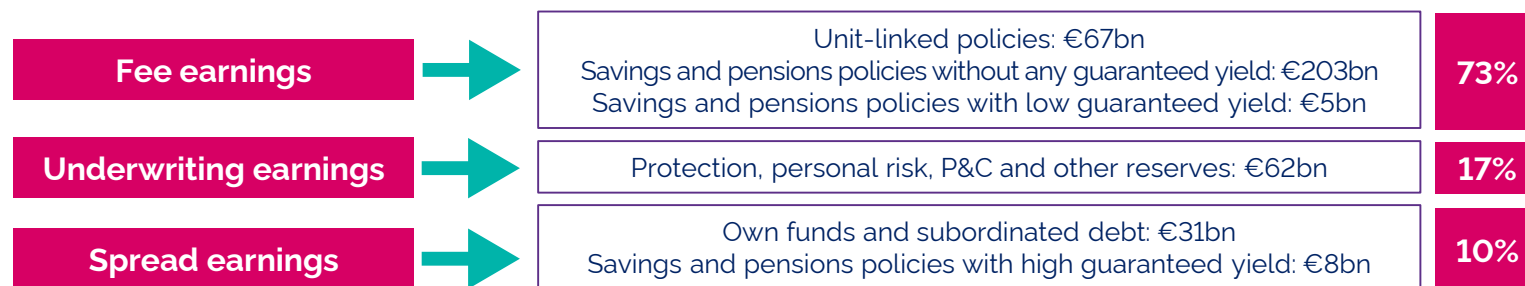 Fee earnings
Unit-linked policies: €67bn
Savings and pensions policies without any guaranteed yield: €203bn
Savings and pensions policies with low guaranteed yield: €5bn
73%
Underwriting earnings
Protection, personal risk, P&C and other reserves: €62bn
17%
Spread earnings
Own funds and subordinated debt: €31bn
Savings and pensions policies with high guaranteed yield: €8bn
10%